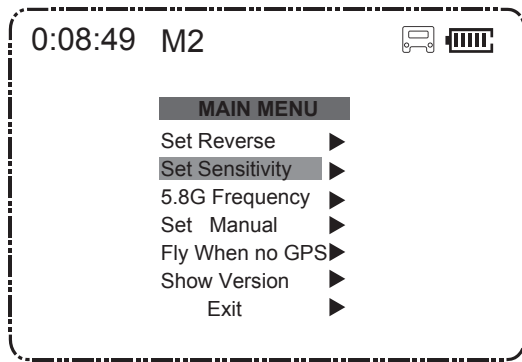 0:08:49 M2
MAIN MENU
Set Reverse
Set Sensitivity
5.8G Frequency
Set Manual
Fly When no GPS
Show Version
Exit